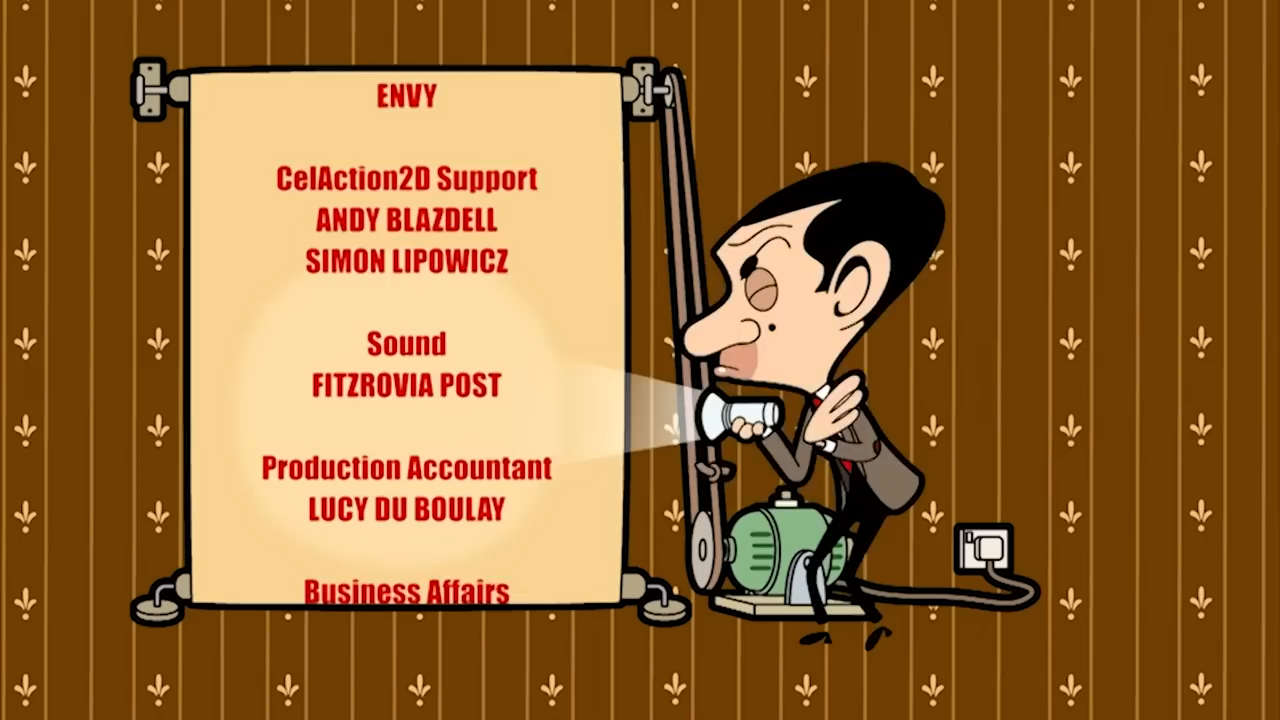 ENVY
CelAction2D Support
ANDY BLAZDELL
SIMON LIPOWICZ
Sound
FITZROVIA POST
Production Accountant
LUCY DU BOULAY
Business Affairs